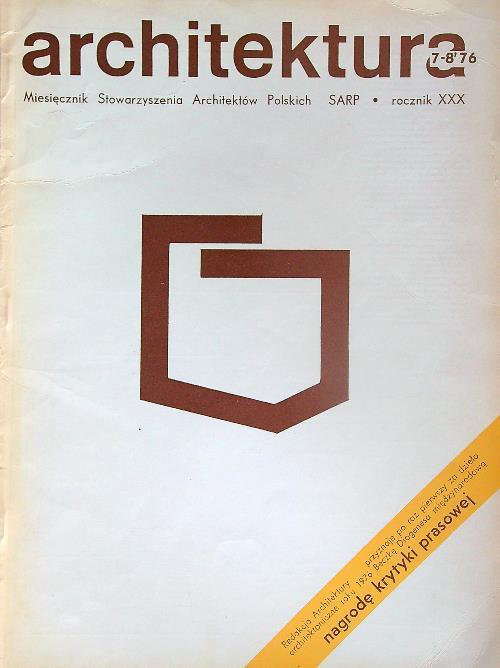 architektura
7-8'76
Miesięcznik Stowarzyszenia Architektów Polskich SARP • rocznik XXX
Redakcja Architektury przyznaje po raz pierwszy za dzieło
architektoniczne roku 1976 Beczkę Diogenesa międzynarodową
nagrodę krytyki prasowej